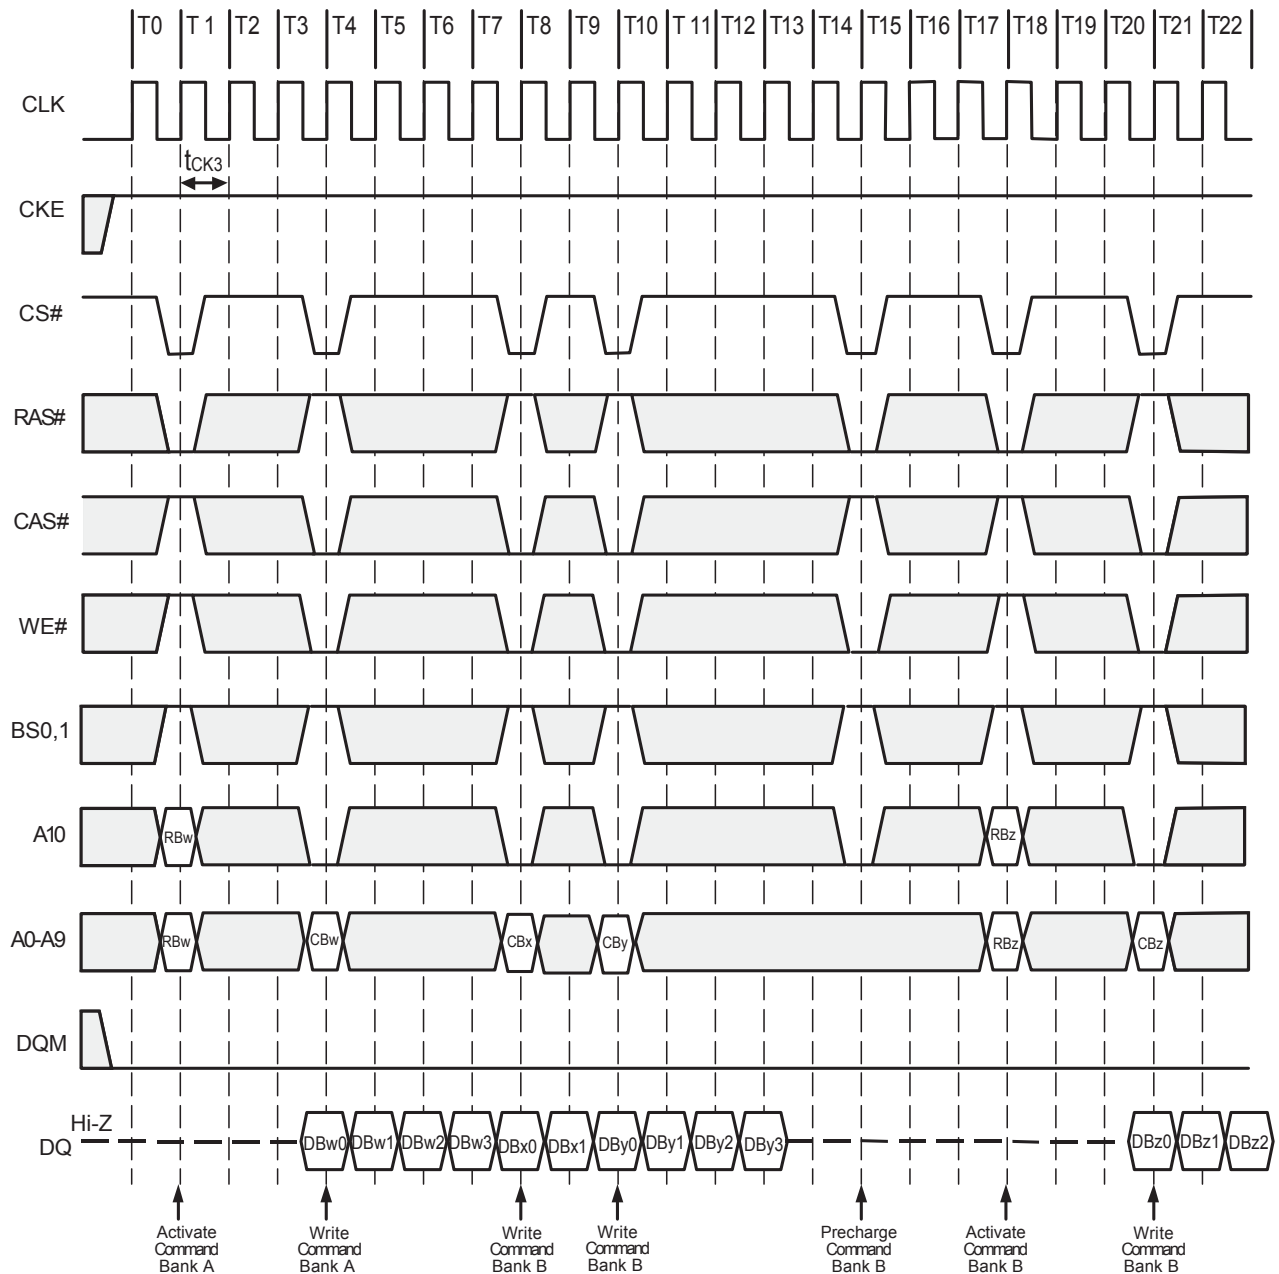 T0 T 1 T2 T3 T4 T5 T6 T7 T8 T9 T10 T 11 T12 T13 T14 T15 T16 T17 T18 T19 T20 T21 T22
CLK
tCK3
CKE
CS#
RAS#
CAS#
WE#
BS0,1
A10 RBw RBz
A0-A9 RBw CBw CBx CBy RBz CBz
DQM
Hi-Z
DQ DBw0 DBw1 DBw2 DBw3 DBx0 DBx1 DBy0 DBy1 DBy2 DBy3 DBz0 DBz1 DBz2
Activate
Command
Bank A
Write
Command
Bank A
Write
Command
Bank B
Write
Command
Bank B
Precharge
Command
Bank B
Activate
Command
Bank B
Write
Command
Bank B